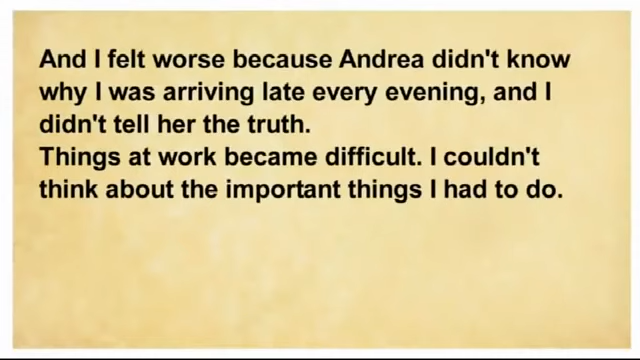 And I felt worse because Andrea didn't know
why I was arriving late every evening, and I
didn't tell her the truth.
Things at work became difficult. I couldn't
think about the important things I had to do.